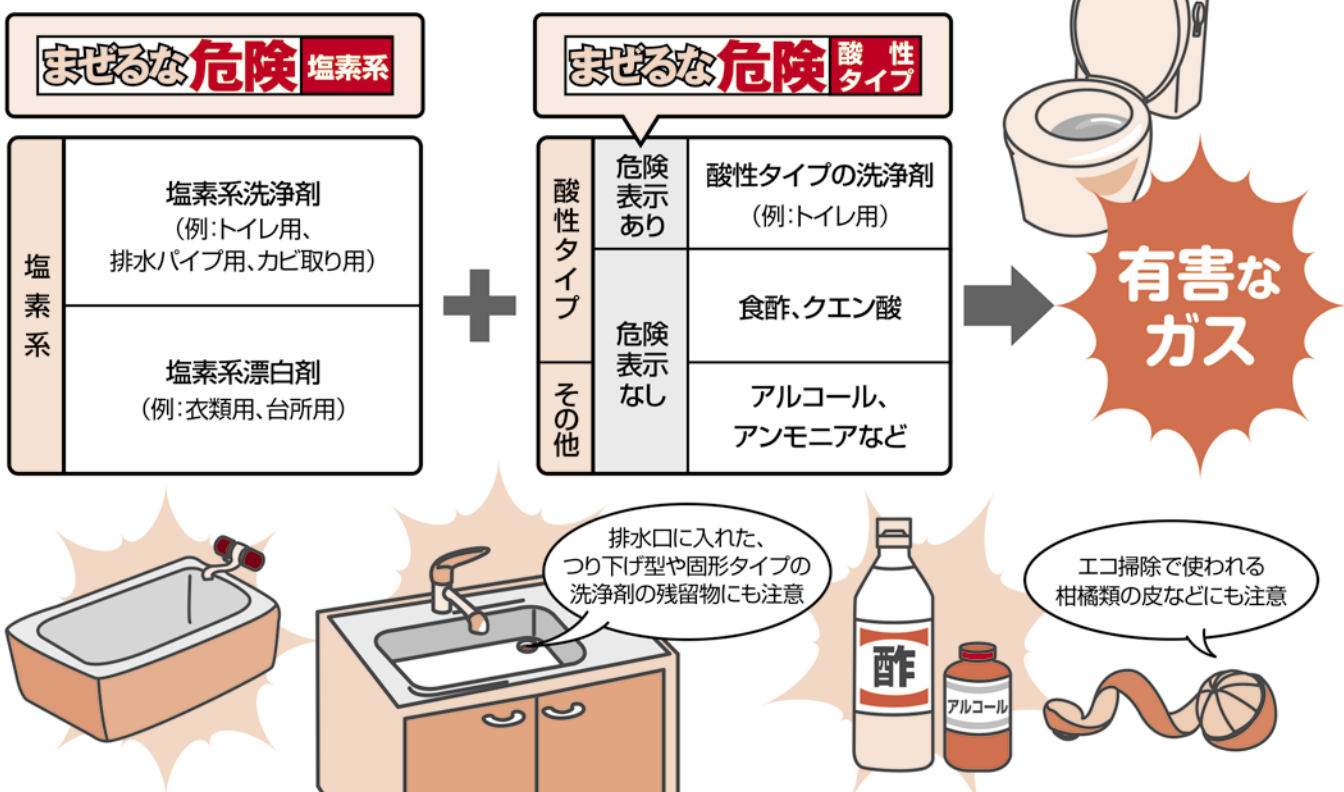 まぜるな危険 塩素系
まぜるな危険 酸性
タイプ
塩素系
塩素系洗浄剤
(例:トイレ用、
排水パイプ用、カビ取り用)
塩素系漂白剤
(例:衣類用、台所用)
＋
酸性タイプ
危険
表示
あり
酸性タイプの洗浄剤
(例:トイレ用)
危険
表示
なし
食酢、クエン酸
その他
アルコール、
アンモニアなど
有害な
ガス
排水口に入れた、
つり下げ型や固形タイプの
洗浄剤の残留物にも注意
酢
アルコール
エコ掃除で使われる
柑橘類の皮などにも注意